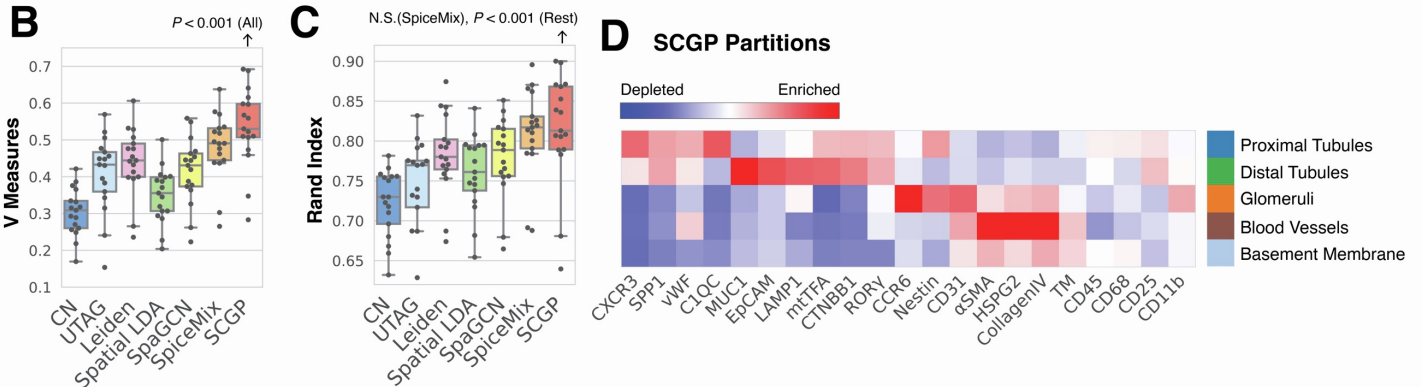 B
P < 0.001 (All)
V Measures
0.7
0.6
0.5
0.4
0.3
0.2
0.1
CN
UTAG
Leiden
Spatial LDA
SpaGCN
SpiceMix
SCGP
C
N.S.(SpiceMix), P < 0.001 (Rest)
Rand Index
0.90
0.85
0.80
0.75
0.70
0.65
CN
UTAG
Leiden
Spatial LDA
SpaGCN
SpiceMix
SCGP
D
SCGP Partitions
Depleted
Enriched
Proximal Tubules
Distal Tubules
Glomeruli
Blood Vessels
Basement Membrane
CXCR3
SPP1
vWF
C1QC
MUC1
EpCAM
LAMP1
mtTFA
CTNBB1
RORγ
CCR6
Nestin
CD31
αSMA
HSPG2
CollagenIV
TM
CD45
CD68
CD25
CD11b